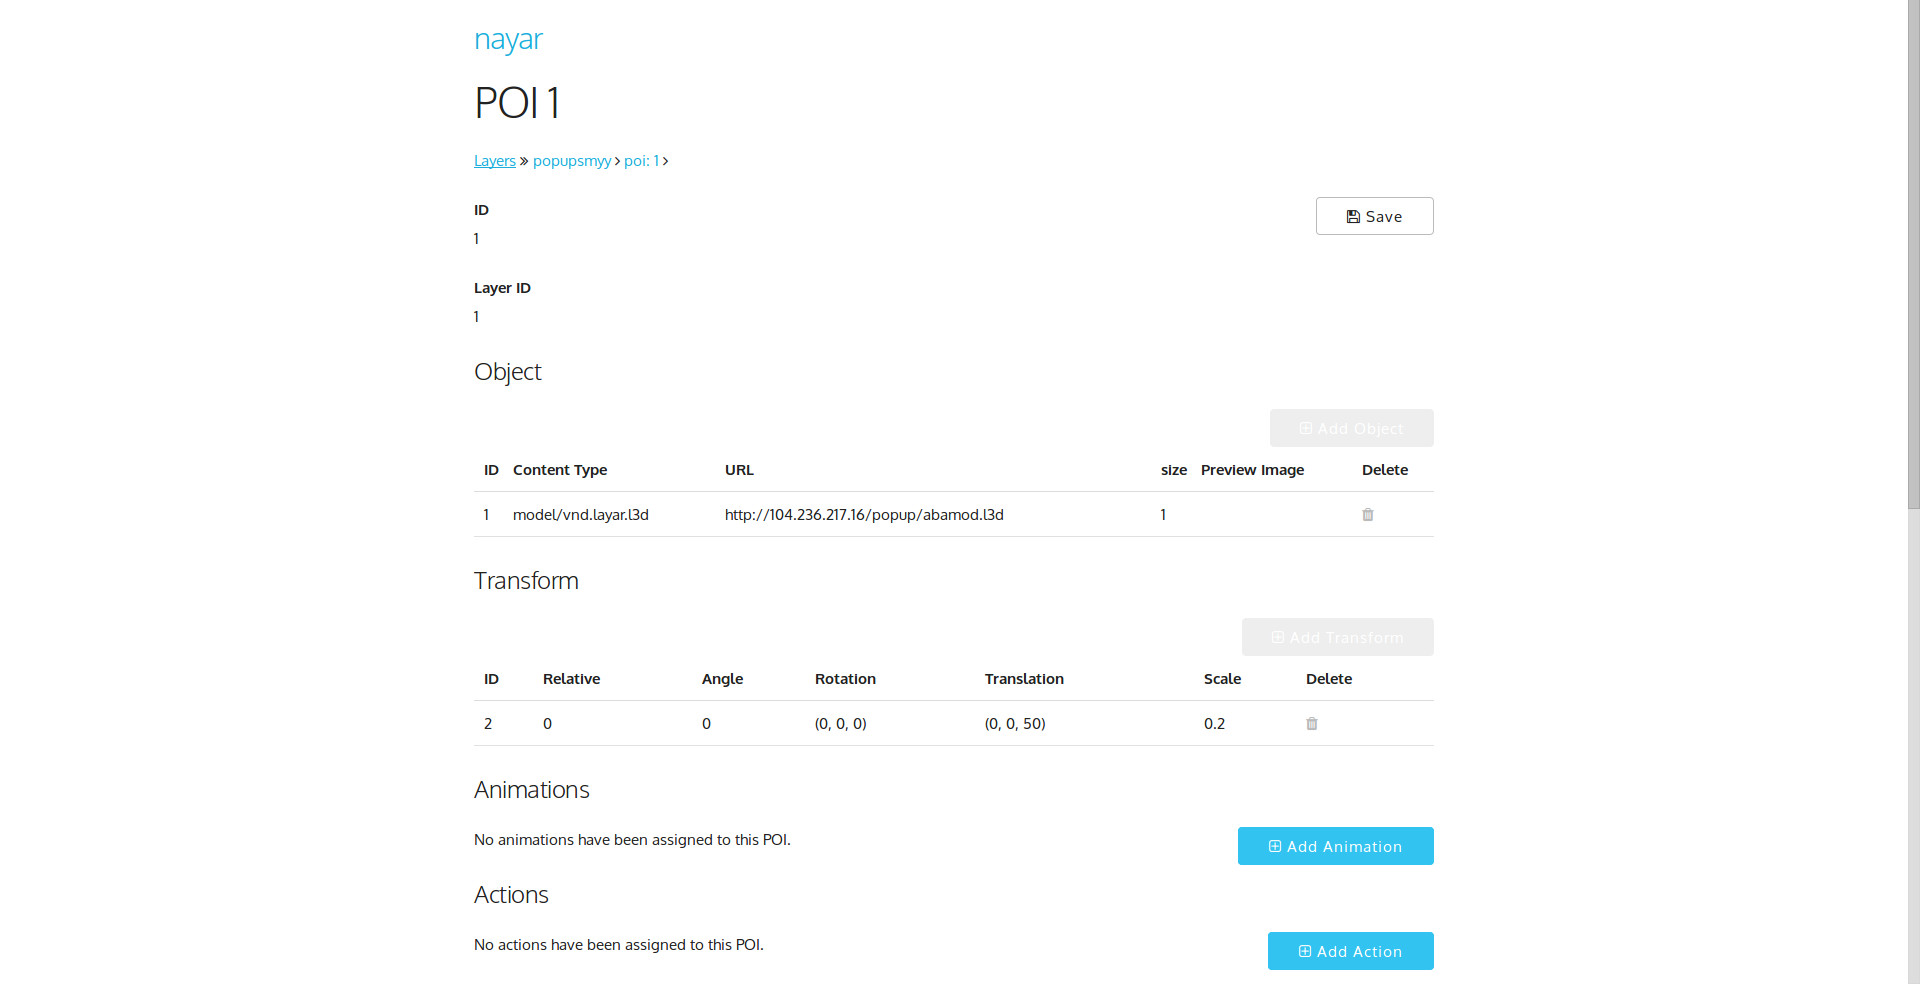 nayar
POI 1
Layers » popupsmyy › poi: 1 ›
ID
Save
1
Layer ID
1
Object
Add Object
ID Content Type URL size Preview Image Delete
1 model/vnd.layar.l3d http://104.236.217.16/popup/abamod.l3d 1
Transform
Add Transform
ID Relative Angle Rotation Translation Scale Delete
2 0 0 (0, 0, 0) (0, 0, 50) 0.2
Animations
No animations have been assigned to this POI.
Add Animation
Actions
No actions have been assigned to this POI.
Add Action